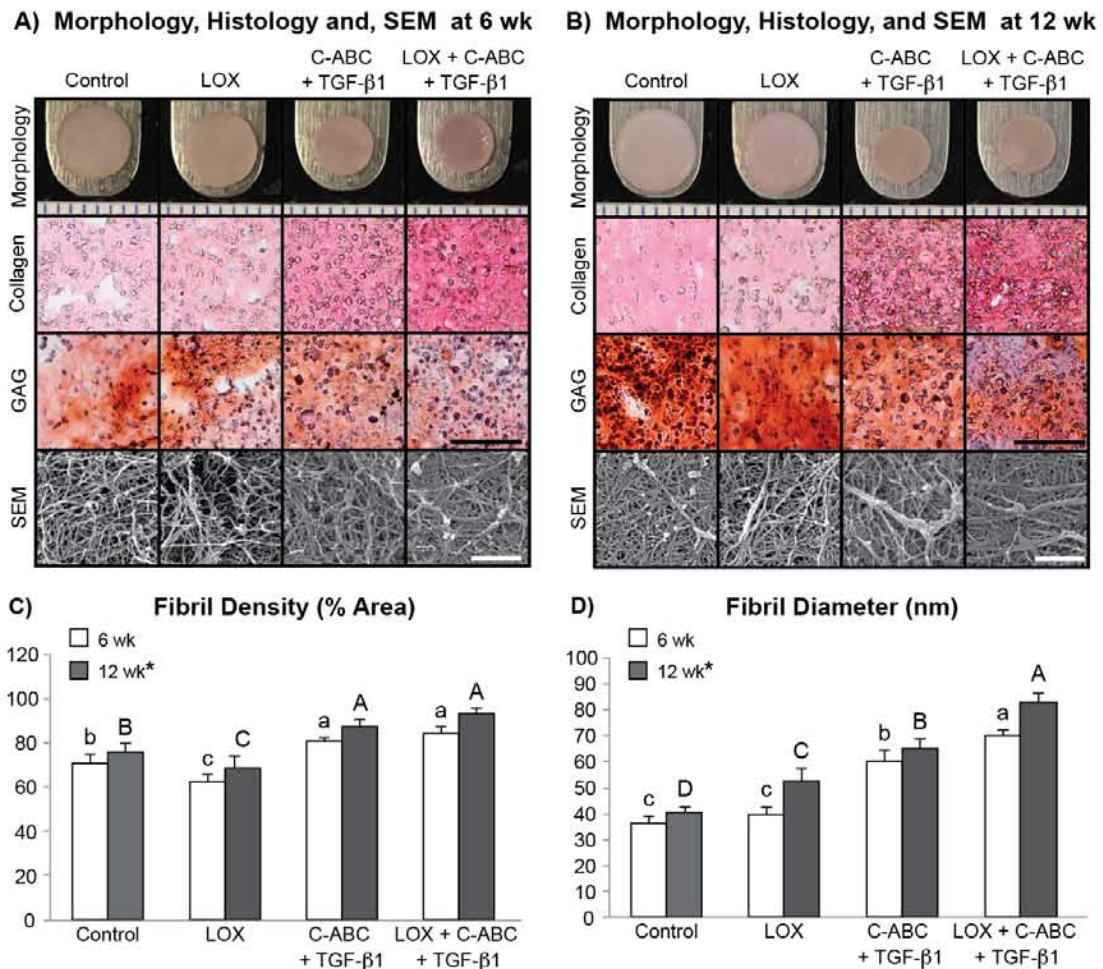 A) Morphology, Histology and, SEM at 6 wk
Control
LOX
C-ABC
+ TGF-β1
LOX + C-ABC
+ TGF-β1
Morphology
Collagen
GAG
SEM
B) Morphology, Histology, and SEM at 12 wk
Control
LOX
C-ABC
+ TGF-β1
LOX + C-ABC
+ TGF-β1
Morphology
Collagen
GAG
SEM
C) Fibril Density (% Area)
6 wk
12 wk*
120
100
80
60
40
20
0
b
B
c
C
a
A
a
A
Control
LOX
C-ABC
+ TGF-β1
LOX + C-ABC
+ TGF-β1
D) Fibril Diameter (nm)
6 wk
12 wk*
100
90
80
70
60
50
40
30
20
10
0
c
D
c
C
b
B
a
A
Control
LOX
C-ABC
+ TGF-β1
LOX + C-ABC
+ TGF-β1